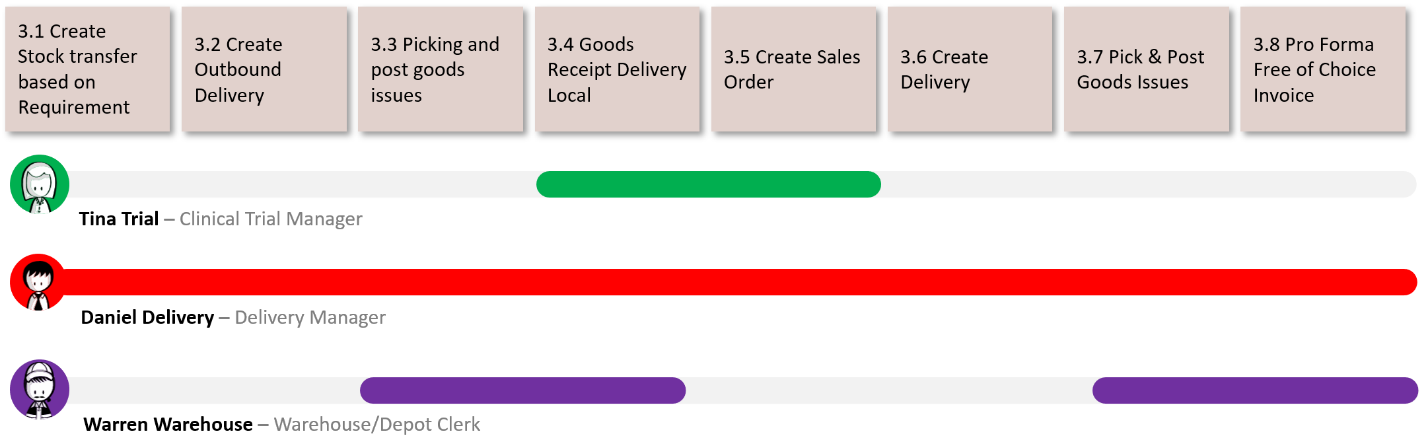 3.1 Create
Stock transfer
based on
Requirement
3.2 Create
Outbound
Delivery
3.3 Picking and
post goods
issues
3.4 Goods
Receipt Delivery
Local
3.5 Create Sales
Order
3.6 Create
Delivery
3.7 Pick & Post
Goods Issues
3.8 Pro Forma
Free of Choice
Invoice
Tina Trial – Clinical Trial Manager
Daniel Delivery – Delivery Manager
Warren Warehouse – Warehouse/Depot Clerk